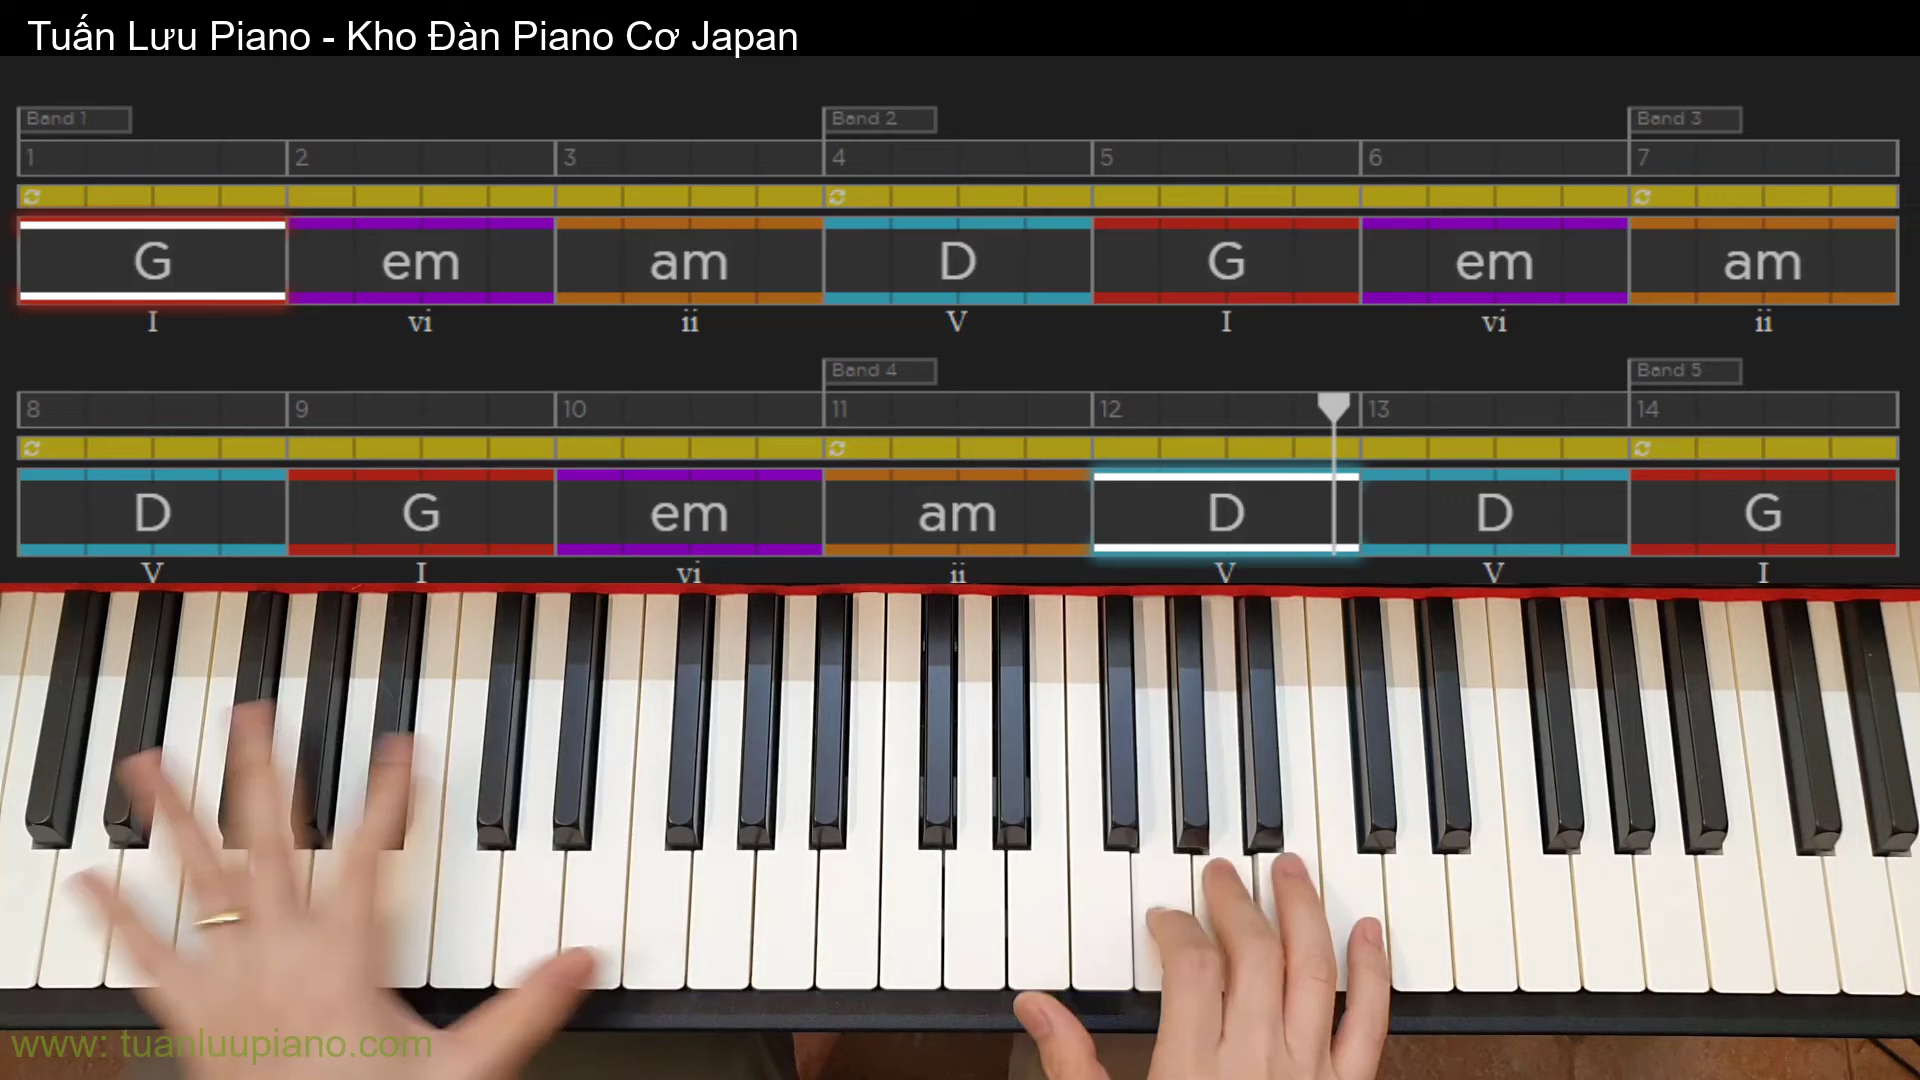 Tuấn Lưu Piano - Kho Đàn Piano Cơ Japan
Band 1 Band 2 Band 3
1 2 3 4 5 6 7
G em am D G em am
I vi ii V I vi ii
Band 4 Band 5
8 9 10 11 12 13 14
D G em am D D G
V I vi ii V V I
www: tuanluupiano.com